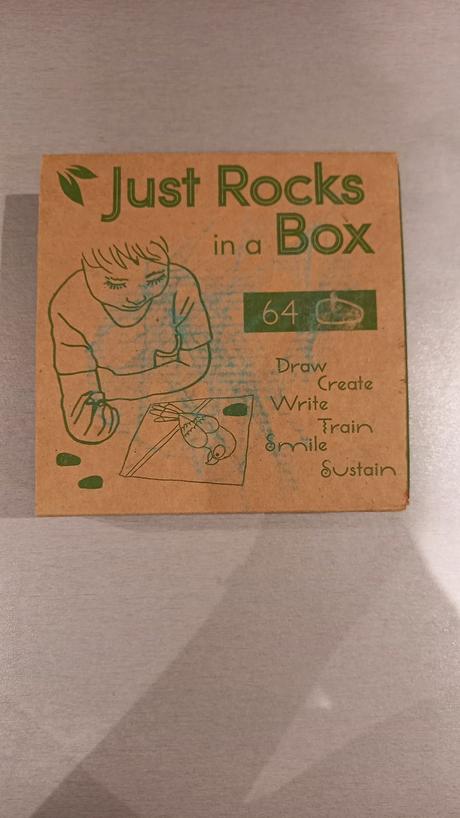 Just Rocks
in a Box
64
Draw
Create
Write
Train
Smile
Sustain